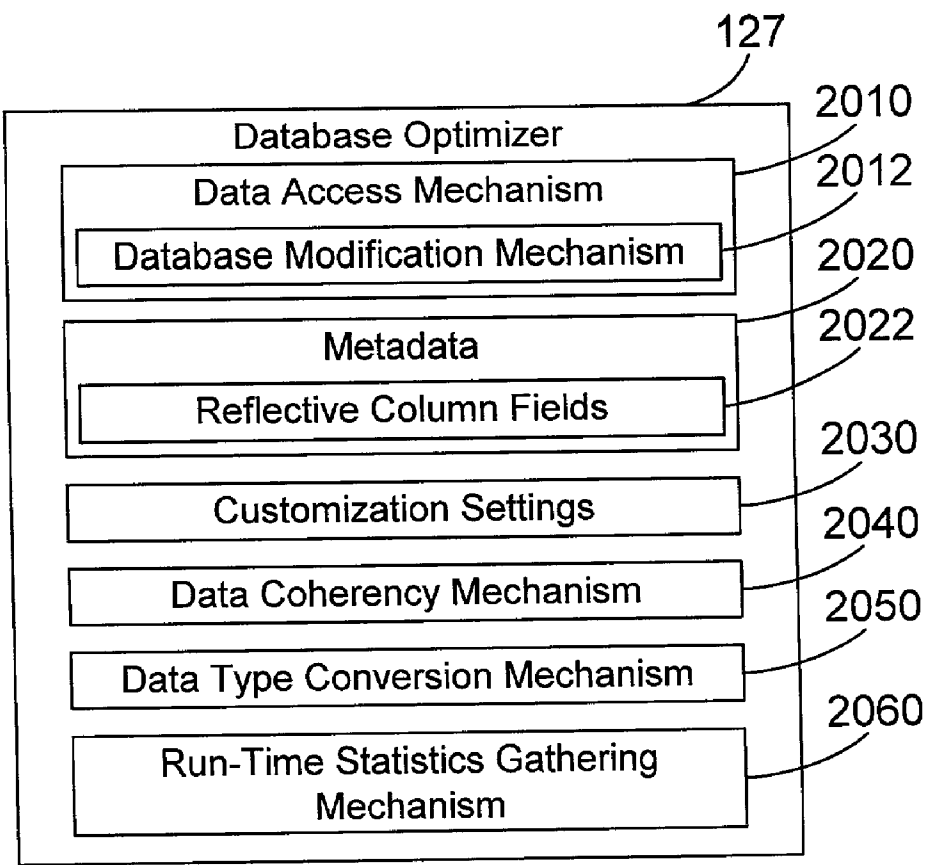 127
Database Optimizer
2010
Data Access Mechanism
2012
Database Modification Mechanism
2020
Metadata
2022
Reflective Column Fields
2030
Customization Settings
2040
Data Coherency Mechanism
2050
Data Type Conversion Mechanism
2060
Run-Time Statistics Gathering
Mechanism